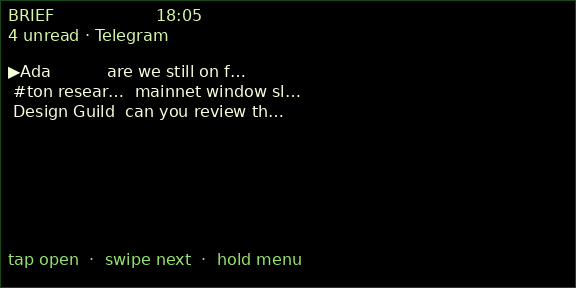 BRIEF 18:05
4 unread · Telegram
▶Ada are we still on f…
#ton resear… mainnet window sl…
Design Guild can you review th…
tap open · swipe next · hold menu